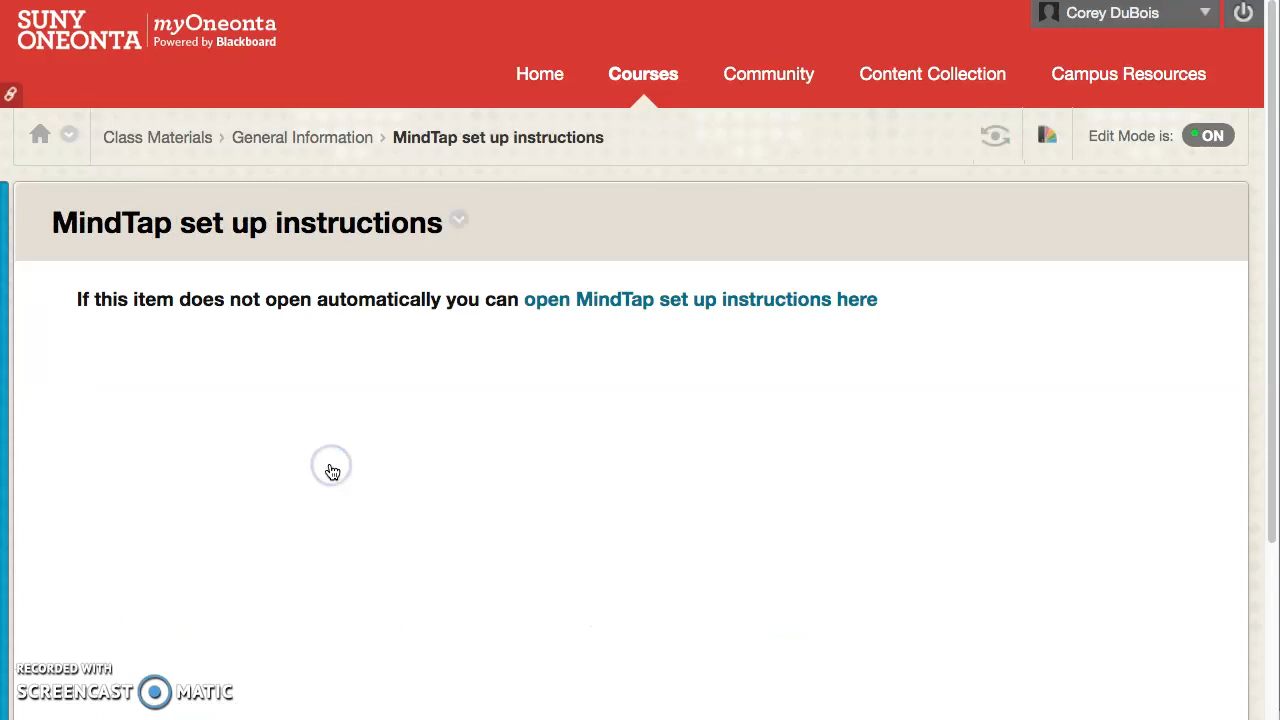 SUNY
ONEONTA
myOneonta
Powered by Blackboard
Corey DuBois
Home
Courses
Community
Content Collection
Campus Resources
Class Materials › General Information › MindTap set up instructions
Edit Mode is:
ON
MindTap set up instructions
If this item does not open automatically you can open MindTap set up instructions here
RECORDED WITH
SCREENCAST MATIC